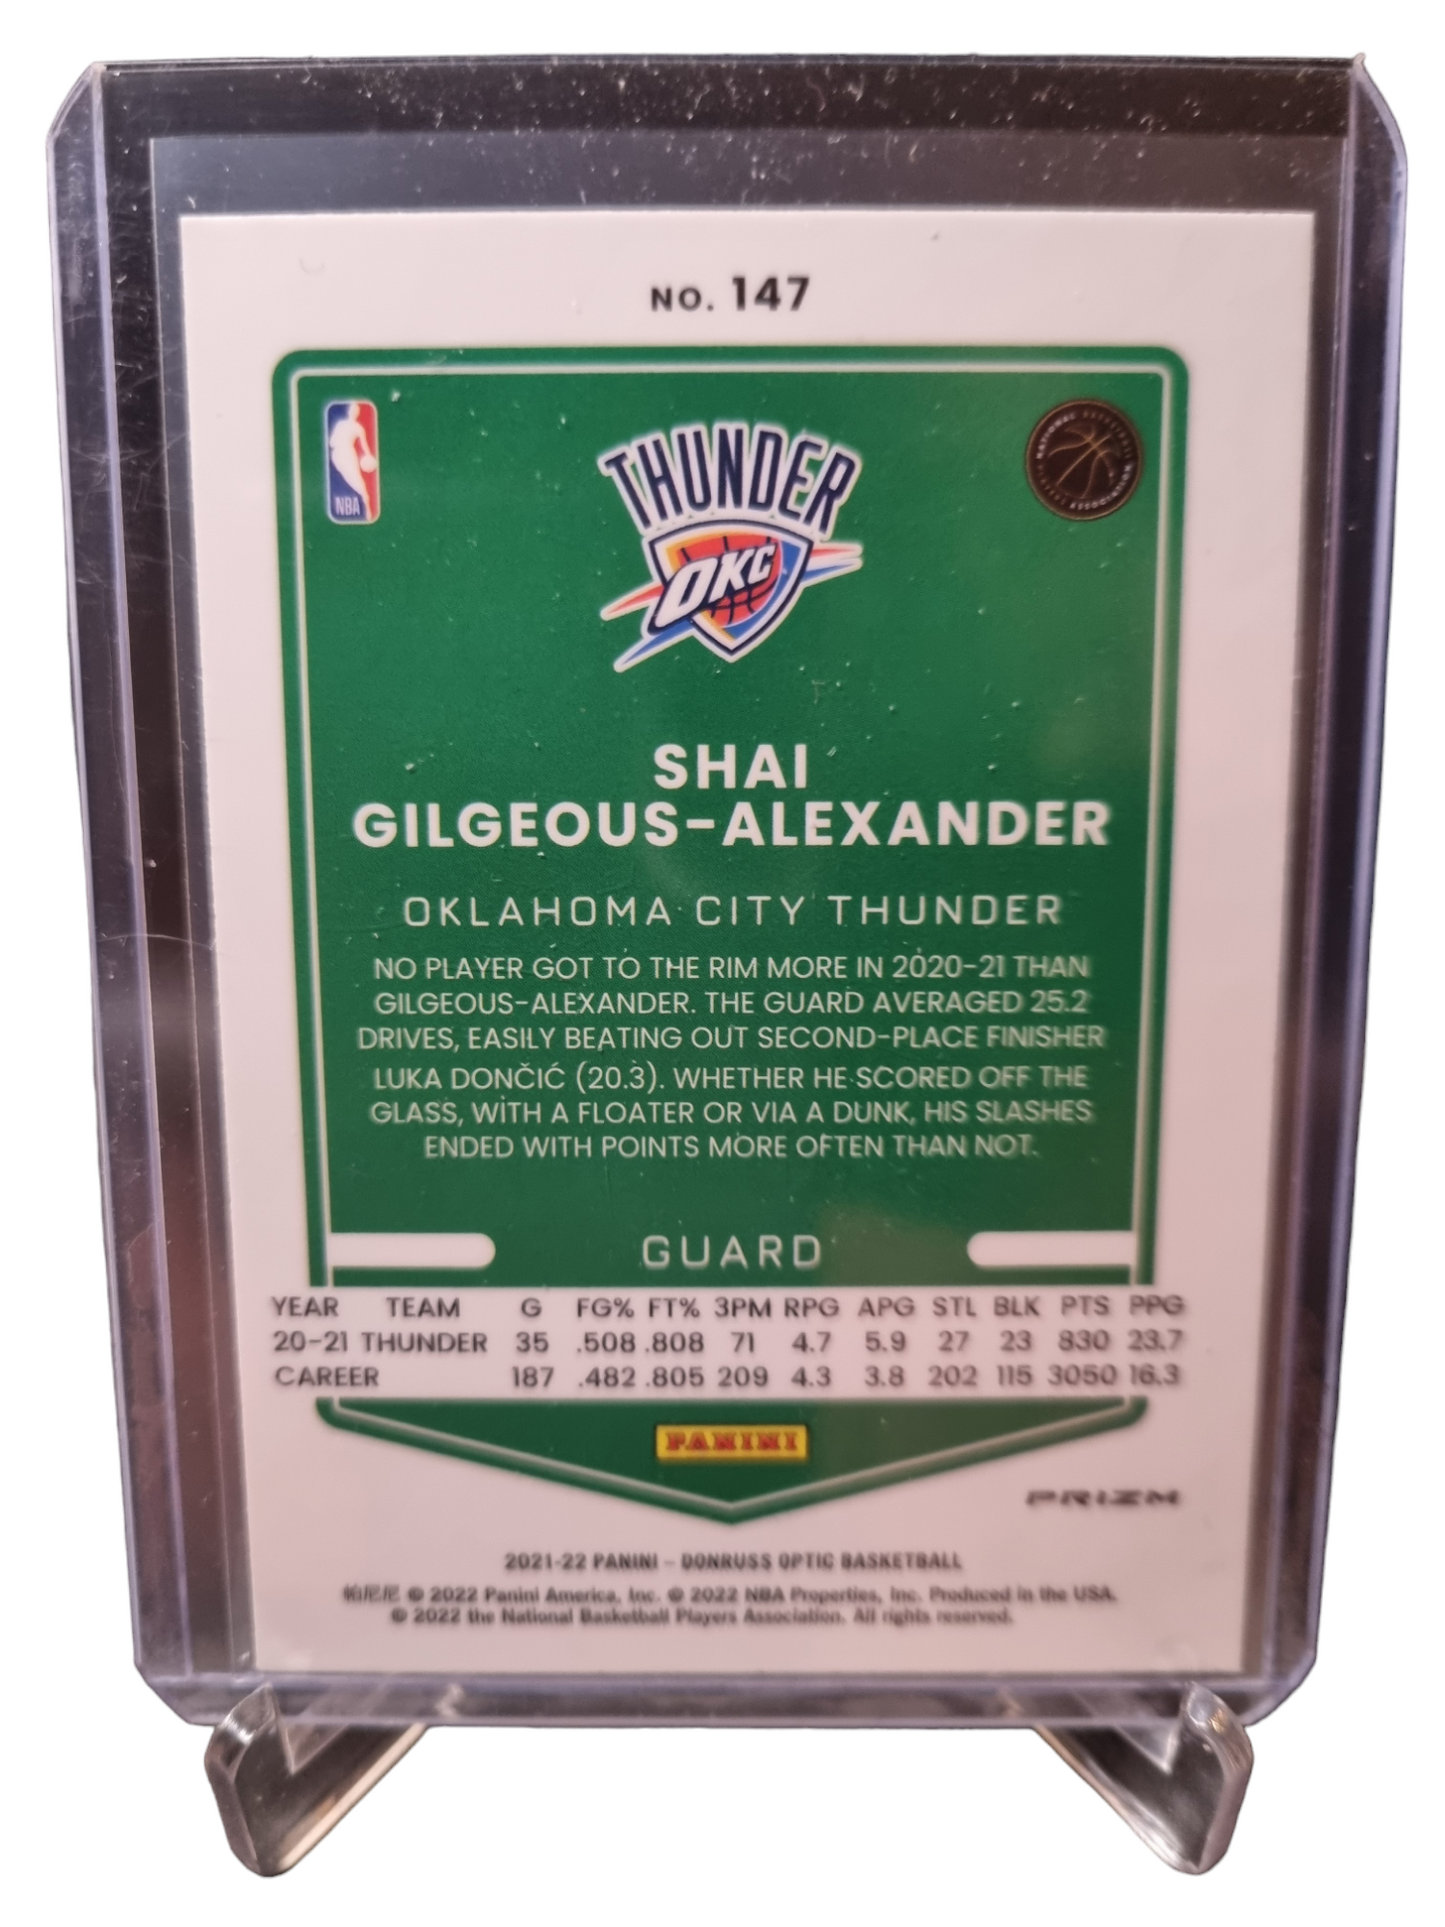 NO. 147
NBA
THUNDER
OKC
SHAI
GILGEOUS-ALEXANDER
OKLAHOMA CITY THUNDER
NO PLAYER GOT TO THE RIM MORE IN 2020-21 THAN
GILGEOUS-ALEXANDER. THE GUARD AVERAGED 25.2
DRIVES, EASILY BEATING OUT SECOND-PLACE FINISHER
LUKA DONČIĆ (20.3). WHETHER HE SCORED OFF THE
GLASS, WITH A FLOATER OR VIA A DUNK, HIS SLASHES
ENDED WITH POINTS MORE OFTEN THAN NOT.
GUARD
YEAR TEAM G FG% FT% 3PM RPG APG STL BLK PTS PPG
20-21 THUNDER 35 .508 .808 71 4.7 5.9 27 23 830 23.7
CAREER 187 .482 .805 209 4.3 3.8 202 115 3050 16.3
PANINI
PRIZM
2021-22 PANINI - DONRUSS OPTIC BASKETBALL
帕尼尼 © 2022 Panini America, Inc. © 2022 NBA Properties, Inc. Produced in the USA.
© 2022 the National Basketball Players Association. All rights reserved.